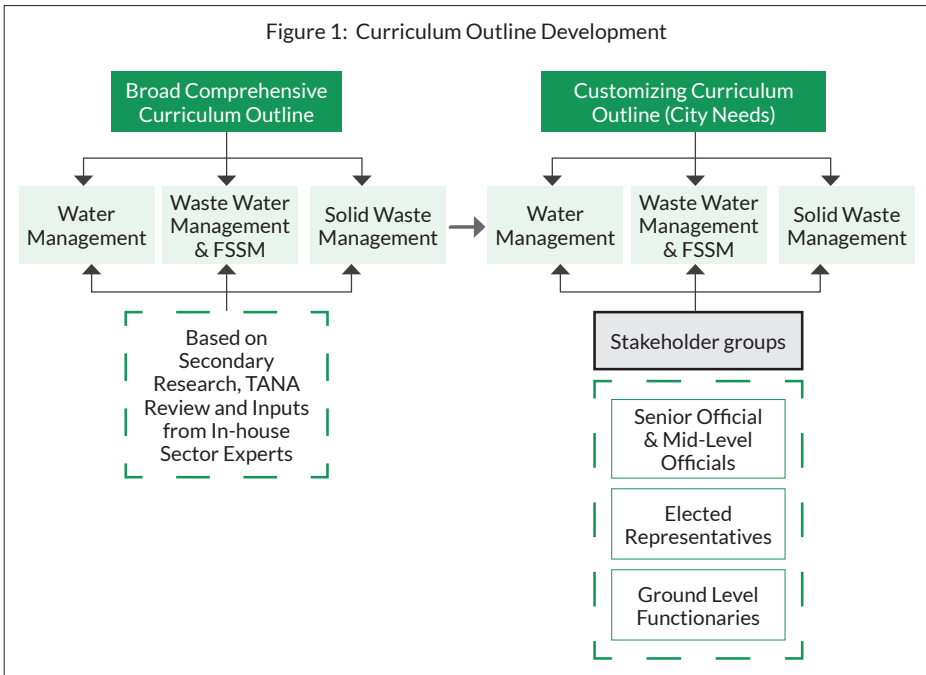 Figure 1: Curriculum Outline Development
Broad Comprehensive
Curriculum Outline
Water
Management
Waste Water
Management
& FSSM
Solid Waste
Management
Based on
Secondary
Research, TANA
Review and Inputs
from In-house
Sector Experts
Customizing Curriculum
Outline (City Needs)
Water
Management
Waste Water
Management
& FSSM
Solid Waste
Management
Stakeholder groups
Senior Official
& Mid-Level
Officials
Elected
Representatives
Ground Level
Functionaries